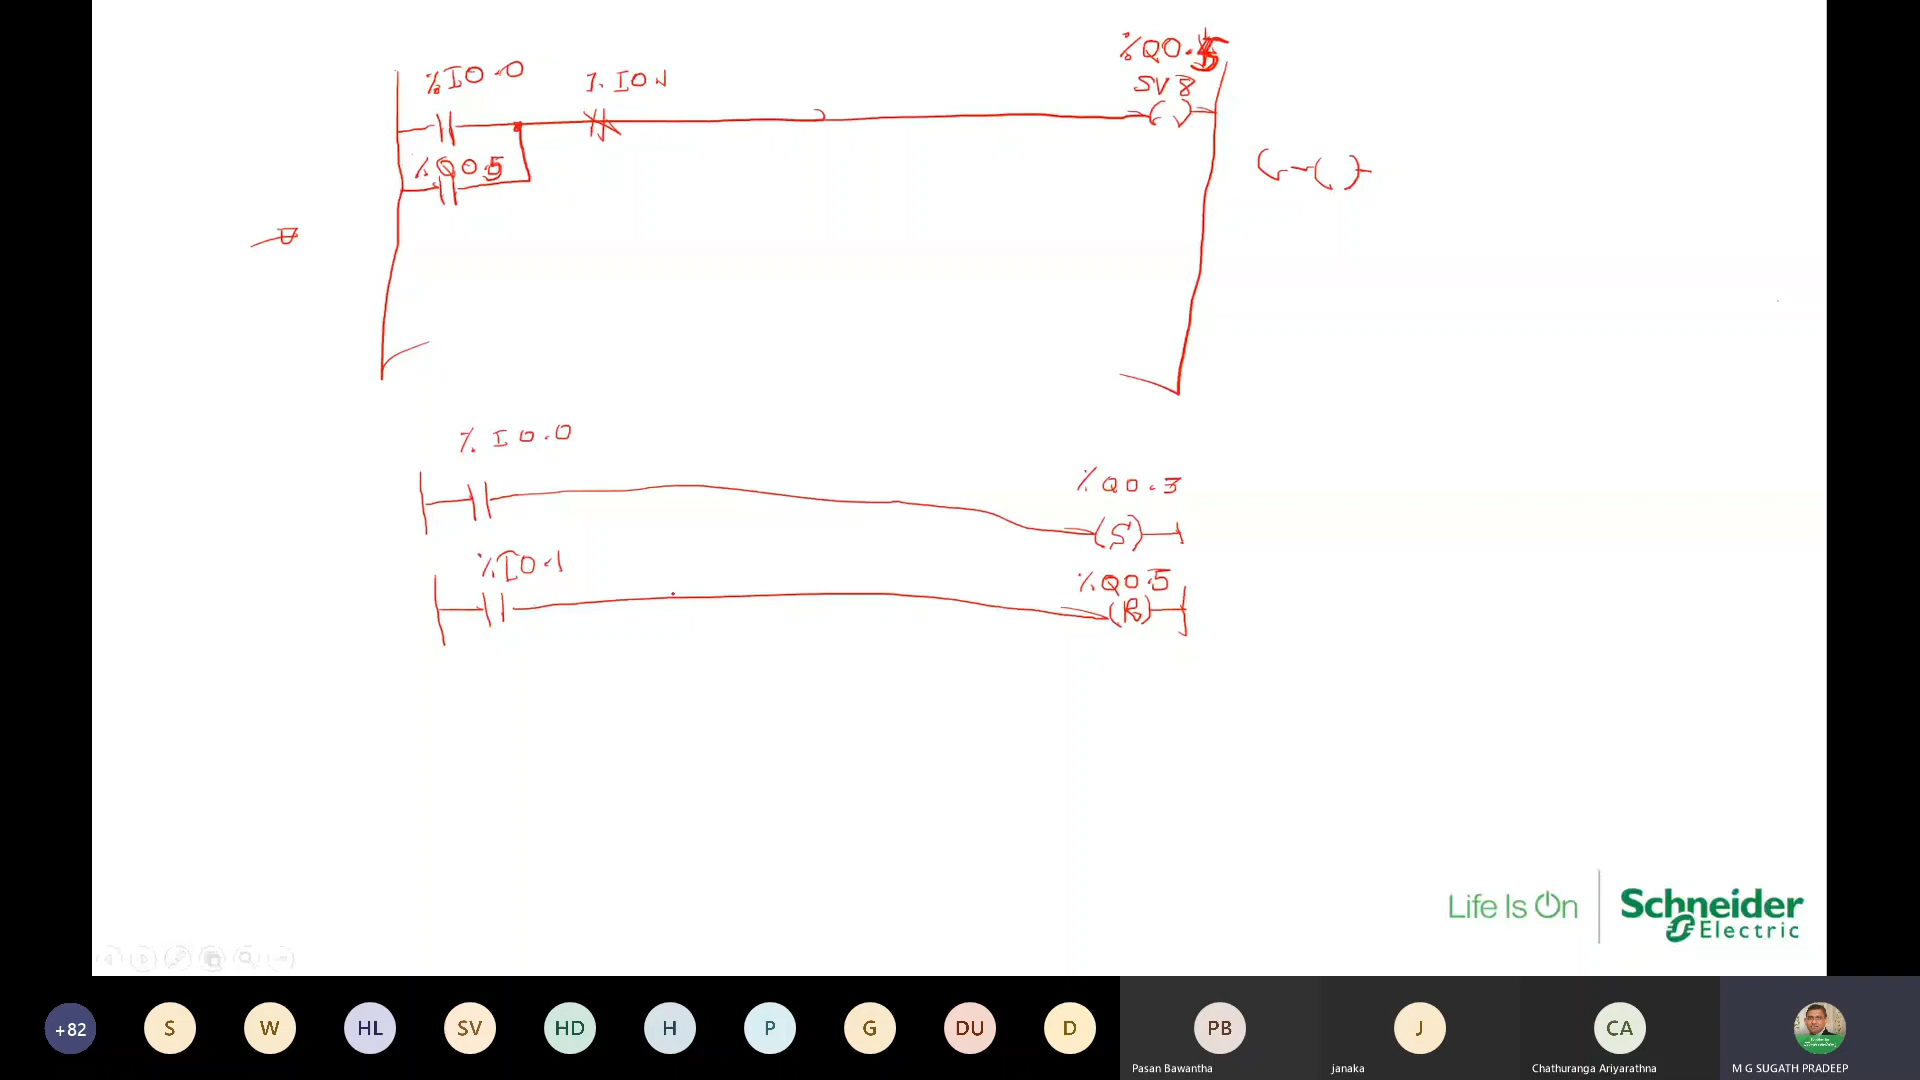 %Q0.5
%I0.0
%I0.1
SV8
%Q0.5
%I0.0
%Q0.3
(S)
%I0.1
%Q0.5
(R)
Life Is On
Schneider
Electric
+82
S
W
HL
SV
HD
H
P
G
DU
D
PB
J
CA
Pasan Bawantha
janaka
Chathuranga Ariyarathna
M G SUGATH PRADEEP